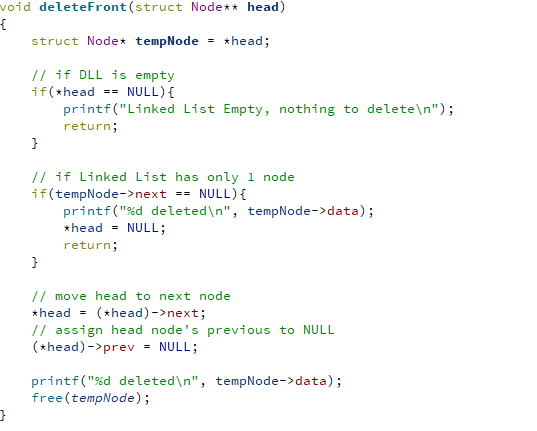 void deleteFront(struct Node** head)
{
    struct Node* tempNode = *head;

    // if DLL is empty
    if(*head == NULL){
        printf("Linked List Empty, nothing to delete\n");
        return;
    }

    // if Linked List has only 1 node
    if(tempNode->next == NULL){
        printf("%d deleted\n", tempNode->data);
        *head = NULL;
        return;
    }

    // move head to next node
    *head = (*head)->next;
    // assign head node's previous to NULL
    (*head)->prev = NULL;

    printf("%d deleted\n", tempNode->data);
    free(tempNode);
}